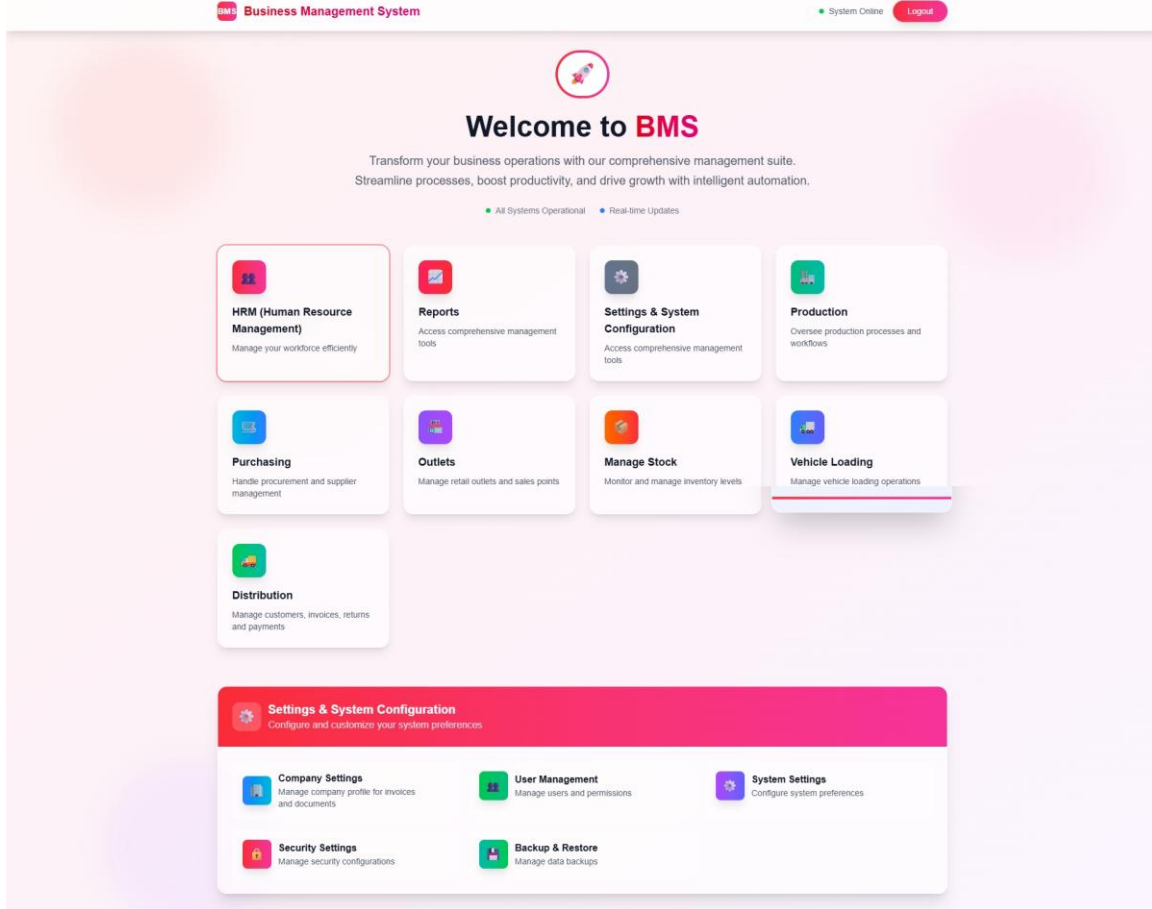 BMS Business Management System
System Online
Logout
Welcome to BMS
Transform your business operations with our comprehensive management suite.
Streamline processes, boost productivity, and drive growth with intelligent automation.
All Systems Operational
Real-time Updates
HRM (Human Resource
Management)
Manage your workforce efficiently
Reports
Access comprehensive management
tools
Settings & System
Configuration
Access comprehensive management
tools
Production
Oversee production processes and
workflows
Purchasing
Handle procurement and supplier
management
Outlets
Manage retail outlets and sales points
Manage Stock
Monitor and manage inventory levels
Vehicle Loading
Manage vehicle loading operations
Distribution
Manage customers, invoices, returns
and payments
Settings & System Configuration
Configure and customize your system preferences
Company Settings
Manage company profile for invoices
and documents
User Management
Manage users and permissions
System Settings
Configure system preferences
Security Settings
Manage security configurations
Backup & Restore
Manage data backups